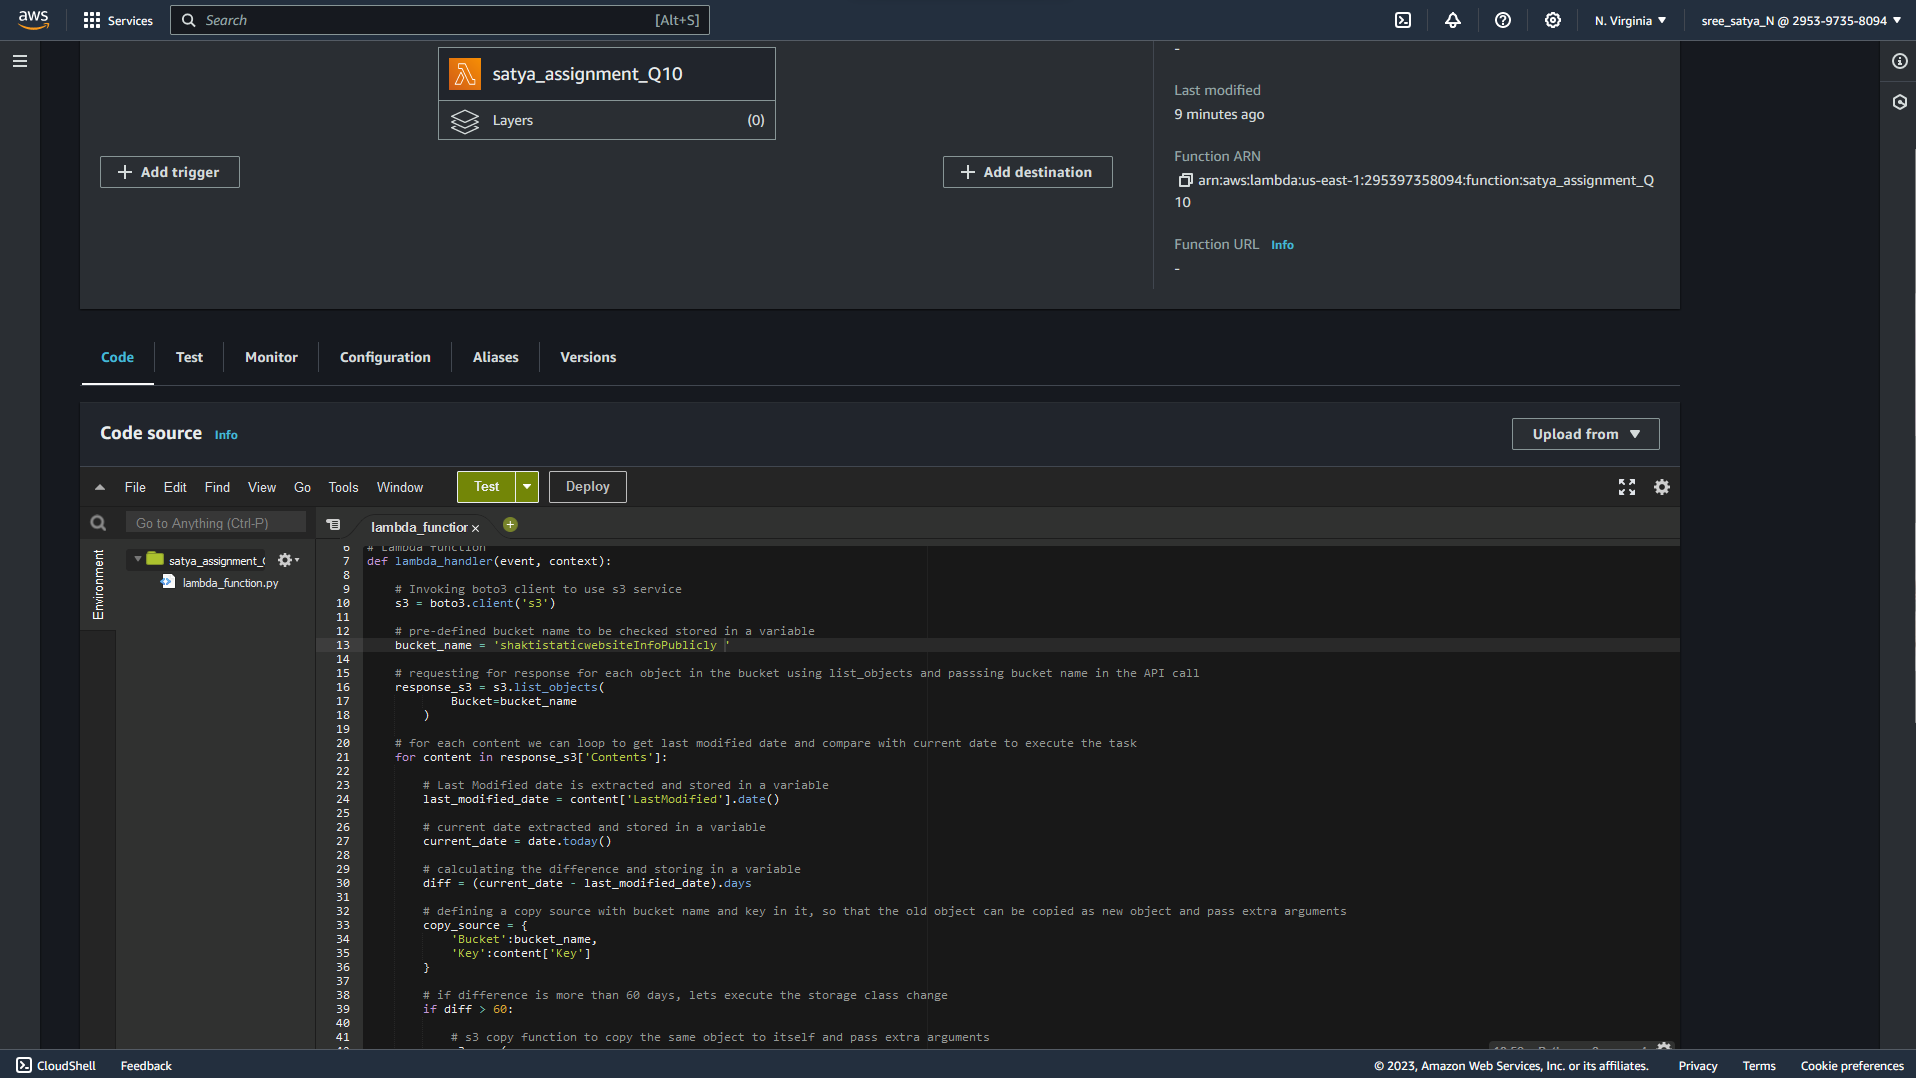 aws
Services
Search [Alt+S]
N. Virginia
sree_satya_N @ 2953-9735-8094
satya_assignment_Q10
Layers (0)
Add trigger
Add destination
-
Last modified
9 minutes ago
Function ARN
arn:aws:lambda:us-east-1:295397358094:function:satya_assignment_Q
10
Function URL Info
-
Code Test Monitor Configuration Aliases Versions
Code source Info
Upload from
File Edit Find View Go Tools Window
Test
Deploy
Go to Anything (Ctrl-P)
lambda_function
Environment
satya_assignment_
lambda_function.py
6 # Lambda function
7 def lambda_handler(event, context):
8
9 # Invoking boto3 client to use s3 service
10 s3 = boto3.client('s3')
11
12 # pre-defined bucket name to be checked stored in a variable
13 bucket_name = 'shaktistaticwebsiteInfoPublicly '
14
15 # requesting for response for each object in the bucket using list_objects and passsing bucket name in the API call
16 response_s3 = s3.list_objects(
17 Bucket=bucket_name
18 )
19
20 # for each content we can loop to get last modified date and compare with current date to execute the task
21 for content in response_s3['Contents']:
22
23 # Last Modified date is extracted and stored in a variable
24 last_modified_date = content['LastModified'].date()
25
26 # current date extracted and stored in a variable
27 current_date = date.today()
28
29 # calculating the difference and storing in a variable
30 diff = (current_date - last_modified_date).days
31
32 # defining a copy source with bucket name and key in it, so that the old object can be copied as new object and pass extra arguments
33 copy_source = {
34 'Bucket':bucket_name,
35 'Key':content['Key']
36 }
37
38 # if difference is more than 60 days, lets execute the storage class change
39 if diff > 60:
40
41 # s3 copy function to copy the same object to itself and pass extra arguments
CloudShell
Feedback
© 2023, Amazon Web Services, Inc. or its affiliates.
Privacy
Terms
Cookie preferences